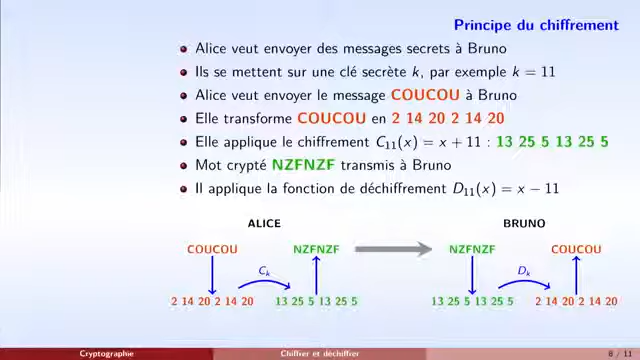 Principe du chiffrement
Alice veut envoyer des messages secrets à Bruno
Ils se mettent sur une clé secrète k, par exemple k = 11
Alice veut envoyer le message COUCOU à Bruno
Elle transforme COUCOU en 2 14 20 2 14 20
Elle applique le chiffrement C₁₁(x) = x + 11 : 13 25 5 13 25 5
Mot crypté NZFNZF transmis à Bruno
Il applique la fonction de déchiffrement D₁₁(x) = x − 11
ALICE BRUNO
COUCOU NZFNZF NZFNZF COUCOU
Cₖ Dₖ
2 14 20 2 14 20 13 25 5 13 25 5 13 25 5 13 25 5 2 14 20 2 14 20
Cryptographie Chiffrer et déchiffrer 8 / 11